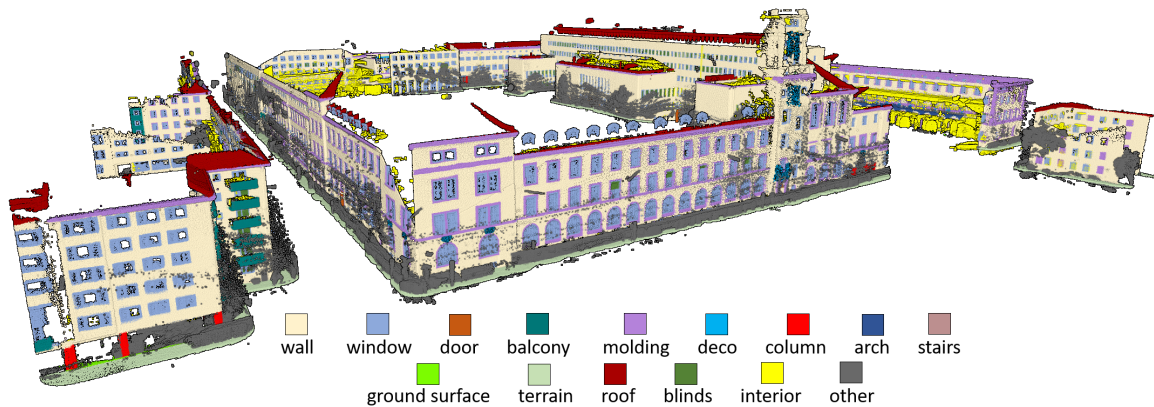 wall window door balcony molding deco column arch stairs
ground surface terrain roof blinds interior other